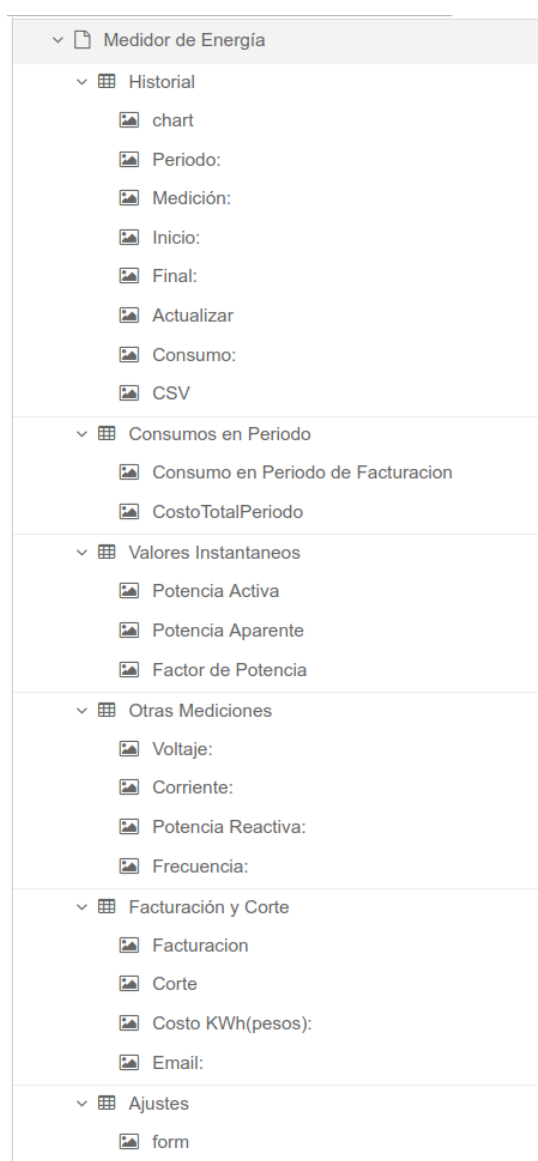 Medidor de Energía
Historial
chart
Periodo:
Medición:
Inicio:
Final:
Actualizar
Consumo:
CSV
Consumos en Periodo
Consumo en Periodo de Facturacion
CostoTotalPeriodo
Valores Instantaneos
Potencia Activa
Potencia Aparente
Factor de Potencia
Otras Mediciones
Voltaje:
Corriente:
Potencia Reactiva:
Frecuencia:
Facturación y Corte
Facturacion
Corte
Costo KWh(pesos):
Email:
Ajustes
form